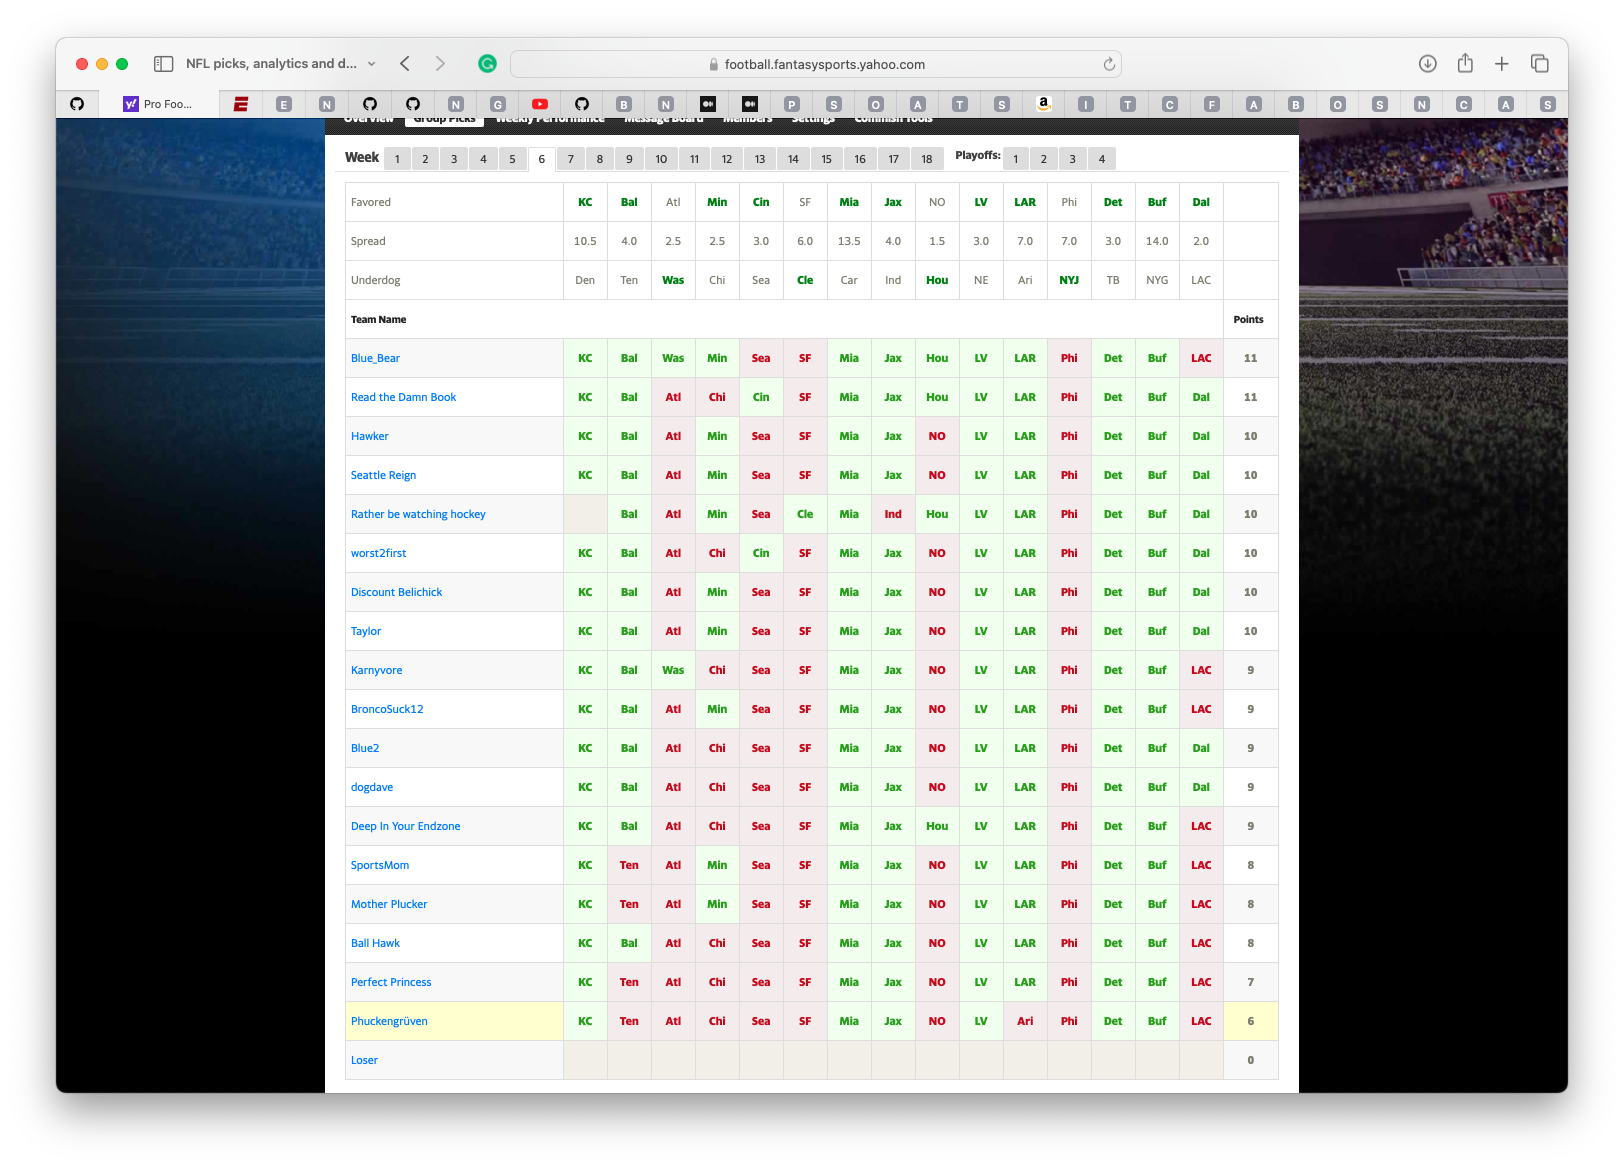 NFL picks, analytics and d...
football.fantasysports.yahoo.com
y! Pro Foo... E E N N G B N P S O A T S a I T C F A B O S N C A S
Overview Group Picks Weekly Performance Message Board Members Settings Commish Tools
Week 1 2 3 4 5 6 7 8 9 10 11 12 13 14 15 16 17 18 Playoffs: 1 2 3 4
Favored KC Bal Atl Min Cin SF Mia Jax NO LV LAR Phi Det Buf Dal
Spread 10.5 4.0 2.5 2.5 3.0 6.0 13.5 4.0 1.5 3.0 7.0 7.0 3.0 14.0 2.0
Underdog Den Ten Was Chi Sea Cle Car Ind Hou NE Ari NYJ TB NYG LAC
Team Name Points
Blue_Bear KC Bal Was Min Sea SF Mia Jax Hou LV LAR Phi Det Buf LAC 11
Read the Damn Book KC Bal Atl Chi Cin SF Mia Jax Hou LV LAR Phi Det Buf Dal 11
Hawker KC Bal Atl Min Sea SF Mia Jax NO LV LAR Phi Det Buf Dal 10
Seattle Reign KC Bal Atl Min Sea SF Mia Jax NO LV LAR Phi Det Buf Dal 10
Rather be watching hockey Bal Atl Min Sea Cle Mia Ind Hou LV LAR Phi Det Buf Dal 10
worst2first KC Bal Atl Chi Cin SF Mia Jax NO LV LAR Phi Det Buf Dal 10
Discount Belichick KC Bal Atl Min Sea SF Mia Jax NO LV LAR Phi Det Buf Dal 10
Taylor KC Bal Atl Min Sea SF Mia Jax NO LV LAR Phi Det Buf Dal 10
Karnyvore KC Bal Was Chi Sea SF Mia Jax NO LV LAR Phi Det Buf LAC 9
BroncoSuck12 KC Bal Atl Min Sea SF Mia Jax NO LV LAR Phi Det Buf LAC 9
Blue2 KC Bal Atl Chi Sea SF Mia Jax NO LV LAR Phi Det Buf Dal 9
dogdave KC Bal Atl Chi Sea SF Mia Jax NO LV LAR Phi Det Buf Dal 9
Deep In Your Endzone KC Bal Atl Chi Sea SF Mia Jax Hou LV LAR Phi Det Buf LAC 9
SportsMom KC Ten Atl Min Sea SF Mia Jax NO LV LAR Phi Det Buf LAC 8
Mother Plucker KC Ten Atl Min Sea SF Mia Jax NO LV LAR Phi Det Buf LAC 8
Ball Hawk KC Bal Atl Chi Sea SF Mia Jax NO LV LAR Phi Det Buf LAC 8
Perfect Princess KC Ten Atl Chi Sea SF Mia Jax NO LV LAR Phi Det Buf LAC 7
Phuckengrüven KC Ten Atl Chi Sea SF Mia Jax NO LV Ari Phi Det Buf LAC 6
Loser 0